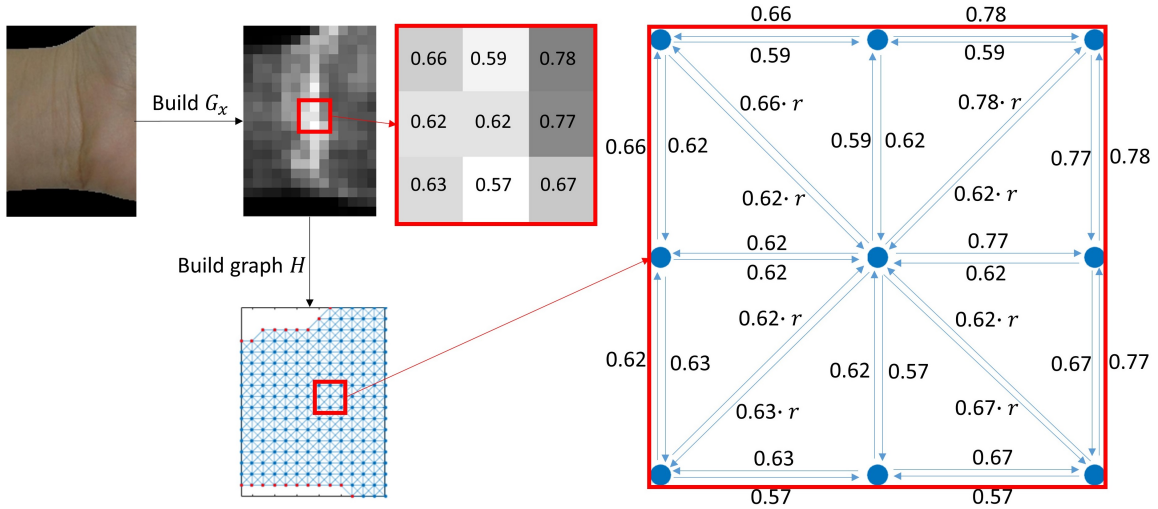 Build Gₓ
Build graph H
0.66 0.59 0.78
0.62 0.62 0.77
0.63 0.57 0.67
0.66 0.78
0.59 0.59
0.66· r 0.78· r
0.66 0.62 0.59 0.62 0.77 0.78
0.62· r 0.62· r
0.62 0.77
0.62 0.62
0.62· r 0.62· r
0.62 0.63 0.62 0.57 0.67 0.77
0.63· r 0.67· r
0.63 0.67
0.57 0.57